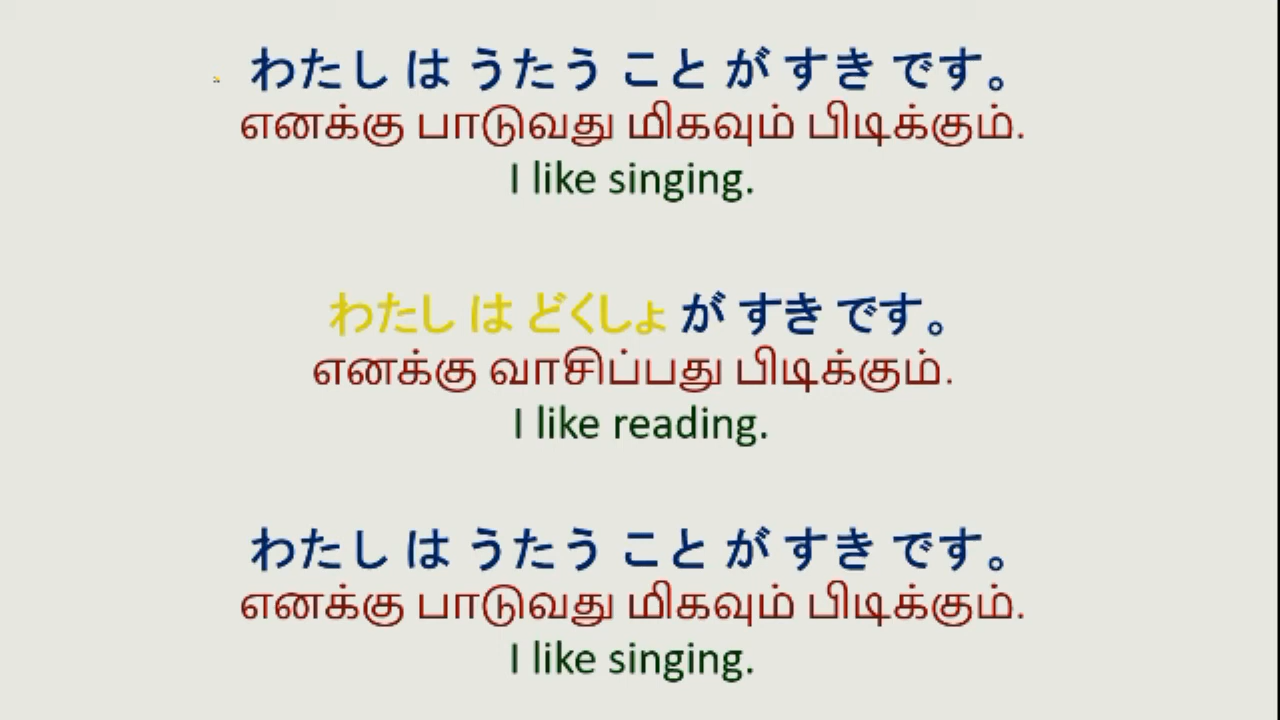 わたし は うたう こと が すき です。
எனக்கு பாடுவது மிகவும் பிடிக்கும்.
I like singing.
わたし は どくしょ が すき です。
எனக்கு வாசிப்பது பிடிக்கும்.
I like reading.
わたし は うたう こと が すき です。
எனக்கு பாடுவது மிகவும் பிடிக்கும்.
I like singing.